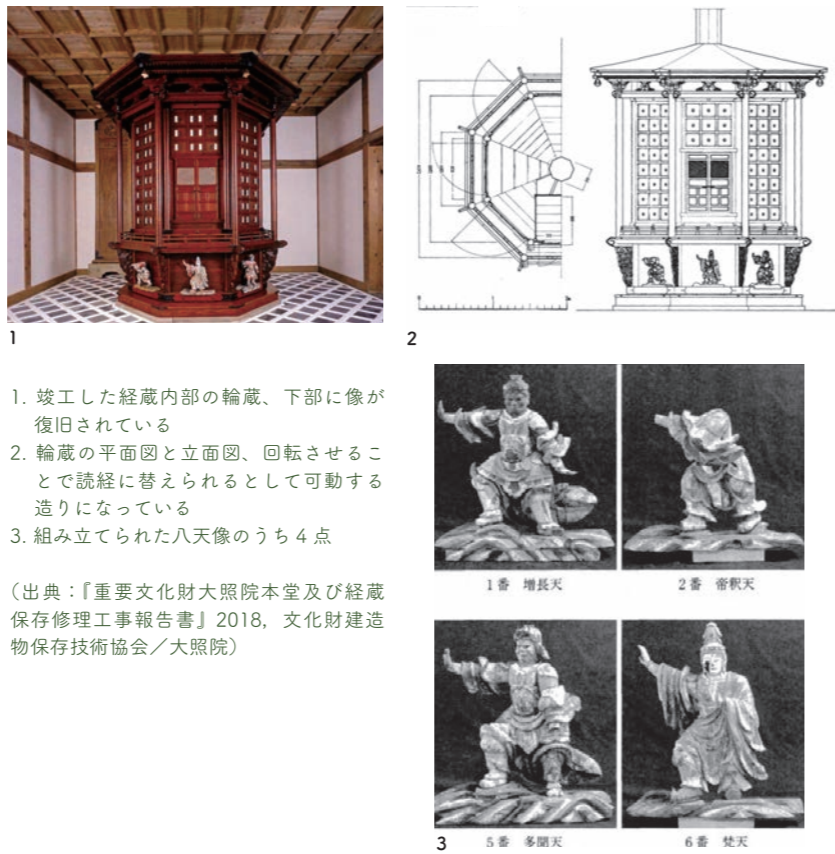 1
2
1. 竣工した経蔵内部の輪蔵、下部に像が
復旧されている
2. 輪蔵の平面図と立面図、回転させるこ
とで読経に替えられるとして可動する
造りになっている
3. 組み立てられた八天像のうち 4 点
(出典:『重要文化財大照院本堂及び経蔵
保存修理工事報告書』2018, 文化財建造
物保存技術協会/大照院)
1番 増長天
2番 帝釈天
5番 多聞天
6番 梵天
3